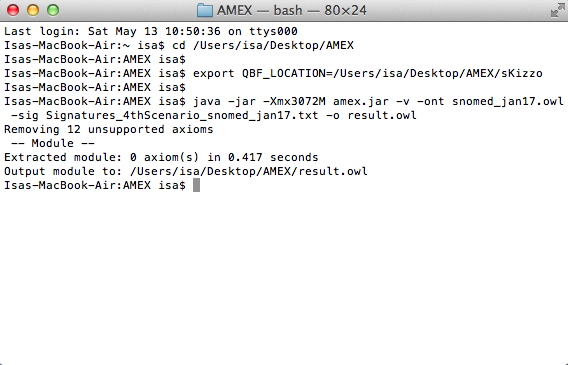 AMEX — bash — 80×24
Last login: Sat May 13 10:50:36 on ttys000
Isas-MacBook-Air:~ isa$ cd /Users/isa/Desktop/AMEX
Isas-MacBook-Air:AMEX isa$
Isas-MacBook-Air:AMEX isa$ export QBF_LOCATION=/Users/isa/Desktop/AMEX/sKizzo
Isas-MacBook-Air:AMEX isa$
Isas-MacBook-Air:AMEX isa$ java -jar -Xmx3072M amex.jar -v -ont snomed_jan17.owl
 -sig Signatures_4thScenario_snomed_jan17.txt -o result.owl
Removing 12 unsupported axioms
 -- Module --
Extracted module: 0 axiom(s) in 0.417 seconds
Output module to: /Users/isa/Desktop/AMEX/result.owl
Isas-MacBook-Air:AMEX isa$